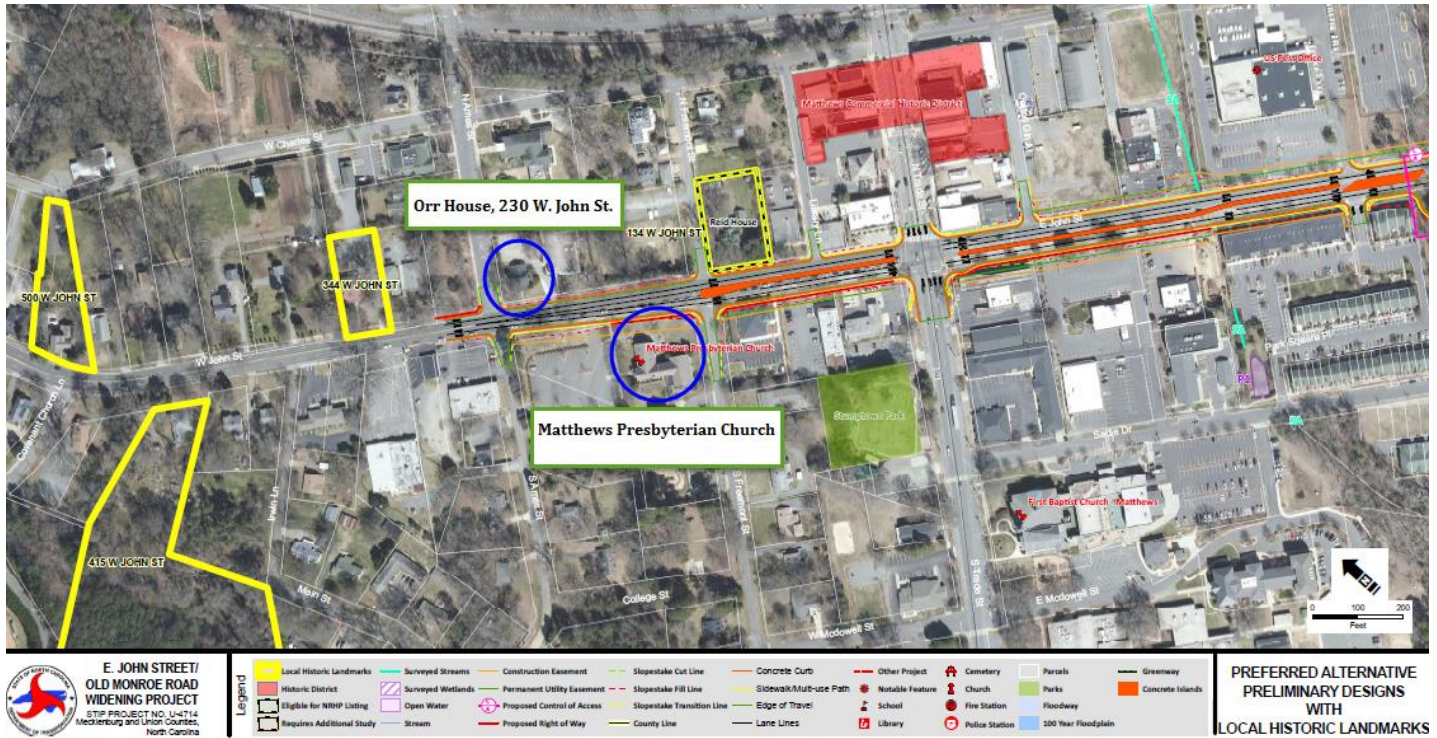 US Post Office
Matthews Commercial Historic District
W Charles St
N Ames St
Orr House, 230 W. John St.
Reid House
134 W JOHN ST
E John St
500 W JOHN ST
344 W JOHN ST
W John St
Matthews Presbyterian Church
Park Square Dr
P1
Covenant Church Ln
Matthews Presbyterian Church
Stumptown Park
Sadie Dr
S Ames St
S Freemont St
First Baptist Church - Matthews
Irwin Ln
415 W JOHN ST
Main St
S Trade St
College St
E Mcdowell St
W Mcdowell St
N
0 100 200
Feet
E. JOHN STREET/
OLD MONROE ROAD
WIDENING PROJECT
STIP PROJECT NO. U-4714
Mecklenburg and Union Counties,
North Carolina
Legend
Local Historic Landmarks
Historic District
Eligible for NRHP Listing
Requires Additional Study
Surveyed Streams
Surveyed Wetlands
Open Water
Stream
Construction Easement
Permanent Utility Easement
Proposed Control of Access
Proposed Right of Way
Slopestake Cut Line
Slopestake Fill Line
Slopestake Transition Line
County Line
Concrete Curb
Sidewalk/Multi-use Path
Edge of Travel
Lane Lines
Other Project
Notable Feature
School
Library
Cemetery
Church
Fire Station
Police Station
Parcels
Parks
Floodway
100 Year Floodplain
Greenway
Concrete Islands
PREFERRED ALTERNATIVE
PRELIMINARY DESIGNS
WITH
LOCAL HISTORIC LANDMARKS